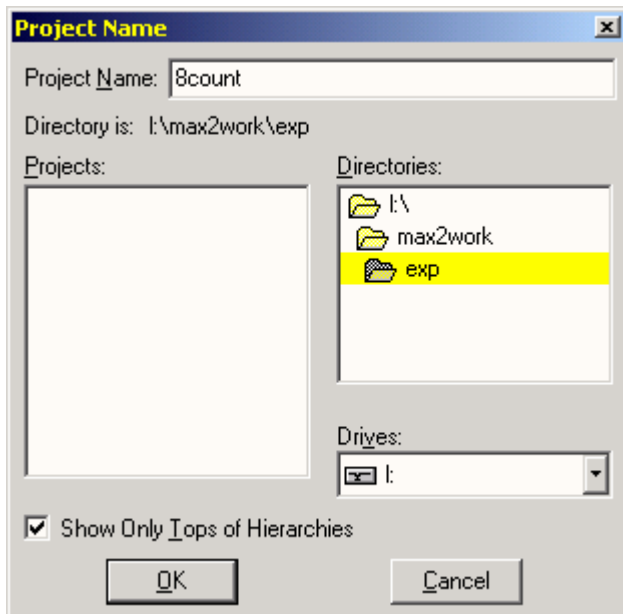 Project Name
Project Name: 8count
Directory is: I:\max2work\exp
Projects:
Directories:
I:\
max2work
exp
Drives:
I:
Show Only Tops of Hierarchies
OK
Cancel